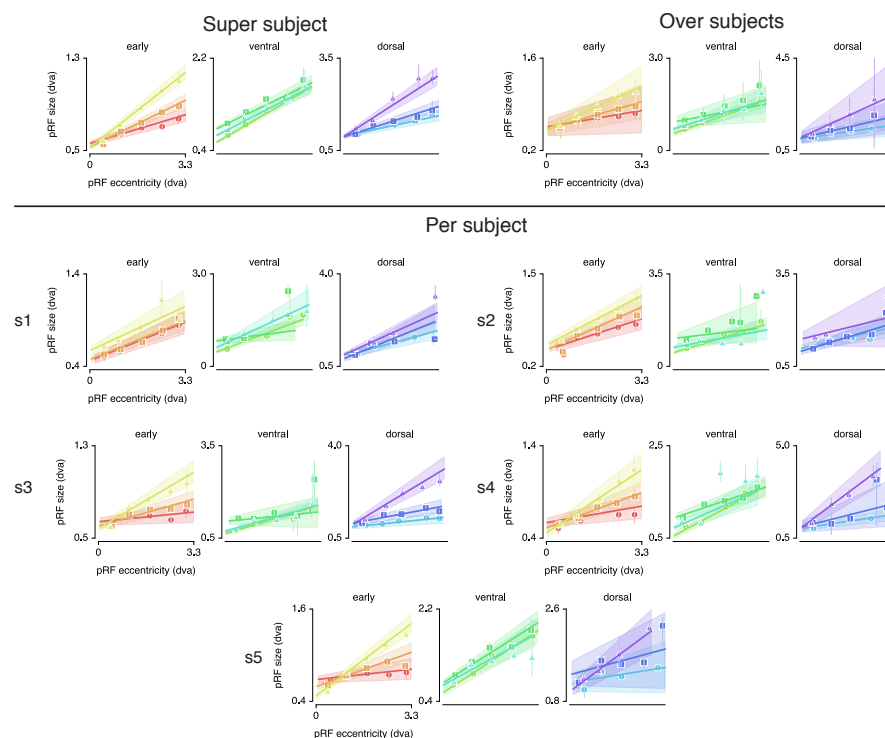 Super subject
Over subjects
early
ventral
dorsal
early
ventral
dorsal
1.3
2.2
3.5
1.6
3.0
4.5
pRF size (dva)
pRF size (dva)
0.5
0.4
0.5
0.2
0
0.5
0
3.3
0
3.3
pRF eccentricity (dva)
pRF eccentricity (dva)
Per subject
early
ventral
dorsal
early
ventral
dorsal
1.4
3.0
4.0
1.5
3.5
3.5
s1
pRF size (dva)
s2
pRF size (dva)
0.4
0
0.5
0.2
0
0.5
0
3.3
0
3.3
pRF eccentricity (dva)
pRF eccentricity (dva)
early
ventral
dorsal
early
ventral
dorsal
1.3
3.5
4.0
1.4
2.5
5.0
s3
pRF size (dva)
s4
pRF size (dva)
0.5
0.5
0.5
0.4
0.5
0.5
0
3.3
0
3.3
pRF eccentricity (dva)
pRF eccentricity (dva)
early
ventral
dorsal
1.6
2.2
2.6
s5
pRF size (dva)
0.4
0.4
0.8
0
3.3
pRF eccentricity (dva)